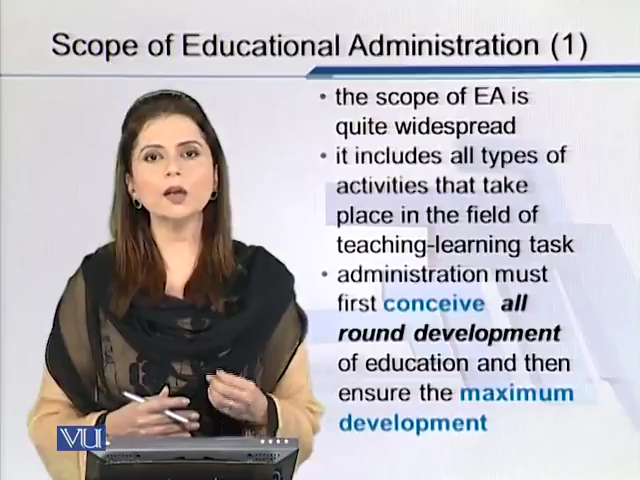 Scope of Educational Administration (1)
• the scope of EA is
quite widespread
• it includes all types of
activities that take
place in the field of
teaching-learning task
• administration must
first conceive all
round development
of education and then
ensure the maximum
development
VU